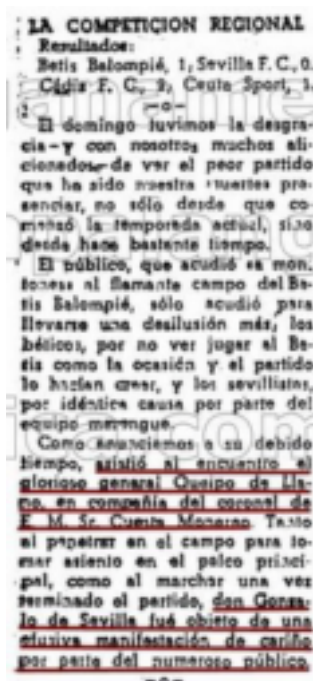 LA COMPETICION REGIONAL
Resultados:
Betis Balompié, 1; Sevilla F. C., 0.
Cádiz F. C., 2; Ceuta Sport, 1.
—o—
El domingo tuvimos la desgra-
cia—y con nosotros muchos afi-
cionados—de ver el peor partido
que ha sido nuestra suertes pre-
senciar, no sólo desde que co-
menzó la temporada actual, sino
desde hace bastante tiempo.
El público, que acudió en mon-
tones al flamante campo del Be-
tis Balompié, sólo acudió para
llevarse una desilusión más; los
béticos, por no ver jugar al Be-
tis como la ocasión y el partido
lo hacían creer, y los sevillistas,
por idéntica causa por parte del
equipo merengue.
Como anunciamos a su debido
tiempo, asistió al encuentro el
glorioso general Queipo de Lla-
no, en compañía del coronel de
E. M. Sr. Cuesta Monereo. Tanto
al penetrar en el campo para to-
mar asiento en el palco princi-
pal, como al marchar una vez
terminado el partido, don Gonza-
lo de Sevilla fué objeto de una
efusiva manifestación de cariño
por parte del numeroso público.
—o—